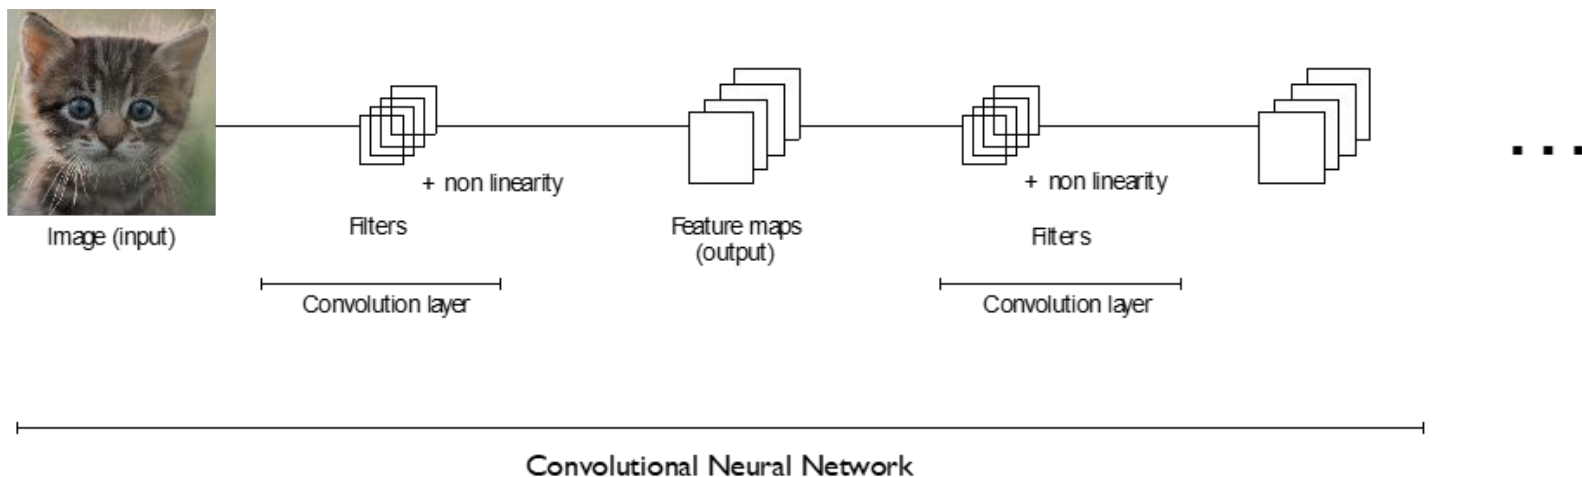 + non linearity
+ non linearity
Image (input)
Filters
Feature maps
(output)
Filters
Convolution layer
Convolution layer
...
Convolutional Neural Network